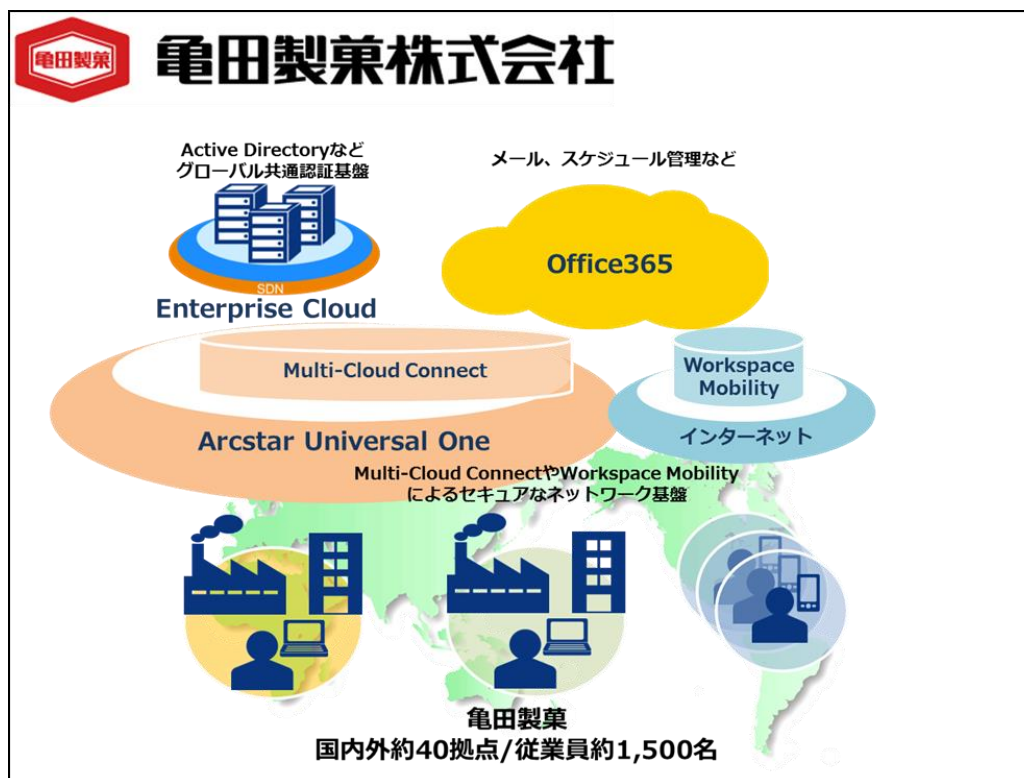 亀田製菓
亀田製菓株式会社
Active Directoryなど
グローバル共通認証基盤
メール、スケジュール管理など
Office365
SDN
Enterprise Cloud
Multi-Cloud Connect
Workspace
Mobility
Arcstar Universal One
インターネット
Multi-Cloud ConnectやWorkspace Mobility
によるセキュアなネットワーク基盤
亀田製菓
国内外約40拠点/従業員約1,500名